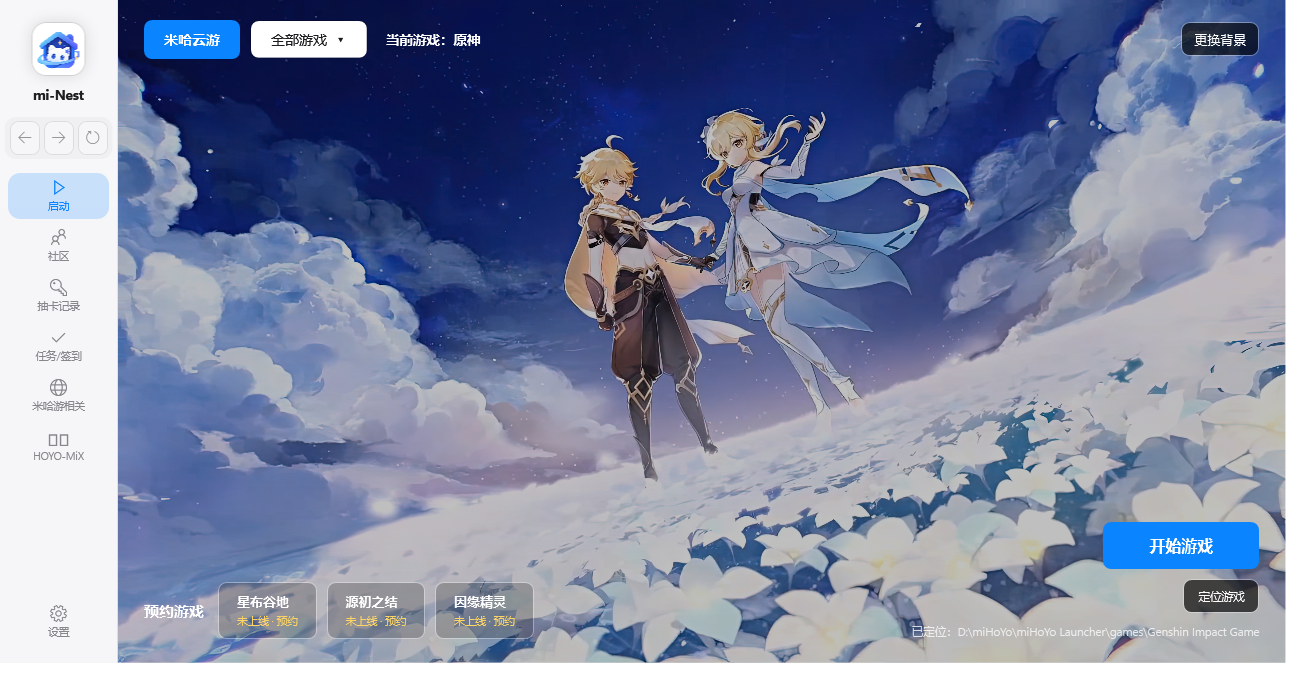 mi-Nest
启动
社区
抽卡记录
任务/签到
米哈游相关
HOYO-MiX
设置
米哈云游
全部游戏 ▼
当前游戏：原神
更换背景
开始游戏
定位游戏
已定位：D:\miHoYo\miHoYo Launcher\games\Genshin Impact Game
预约游戏
星布谷地
未上线 · 预约
源初之结
未上线 · 预约
因缘精灵
未上线 · 预约